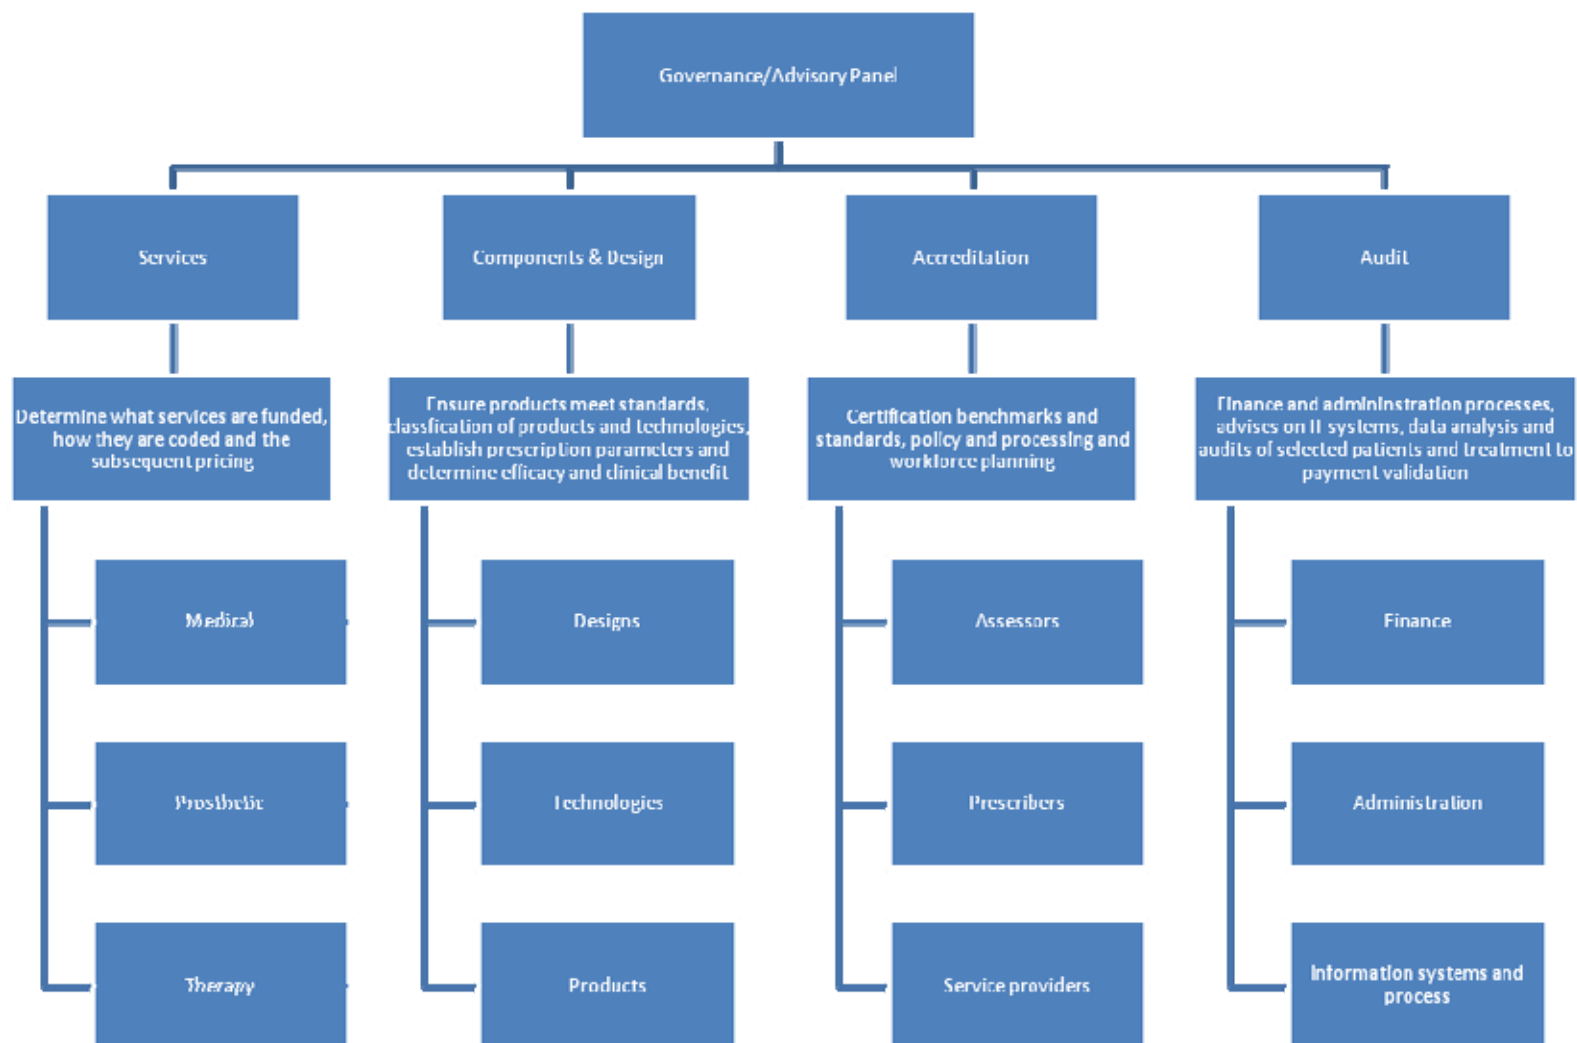 Governance/Advisory Panel
Services
Components & Design
Accreditation
Audit
Determine what services are funded,
how they are coded and the
subsequent pricing
Ensure products meet standards,
classfication of products and technologies,
establish prescription parameters and
determine efficacy and clinical benefit
Certification benchmarks and
standards, policy and processing and
workforce planning
Finance and admininstration processes,
advises on IT systems, data analysis and
audits of selected patients and treatment to
payment validation
Medical
Designs
Assessors
Finance
Prosthetic
Technologies
Prescribers
Administration
Therapy
Products
Service providers
Information systems and
process